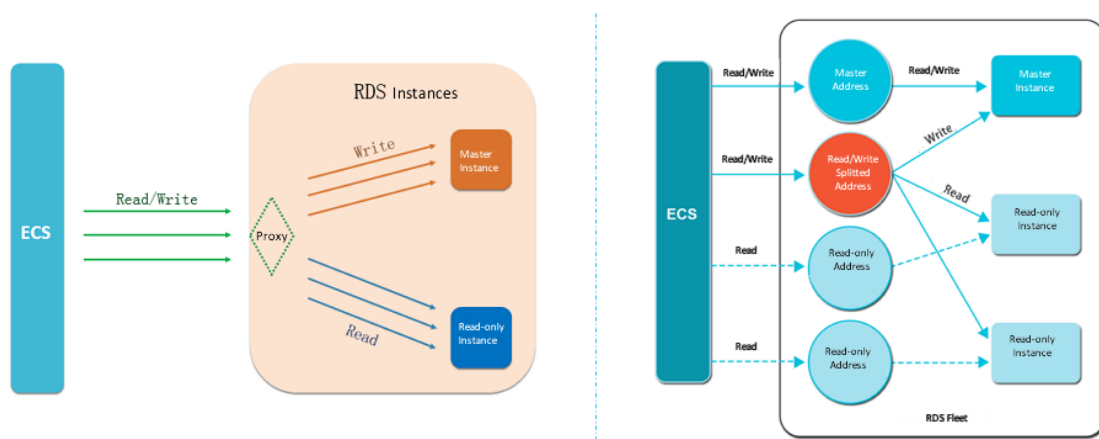 RDS Instances
Write
Master
Instance
Read/Write
ECS
Proxy
Read-only
Instance
Read
Read/Write
Master
Address
Read/Write
Master
Instance
Write
Read/Write
Read/Write
Splitted
Address
Read
Read-only
Instance
ECS
Read
Read-only
Address
Read
Read-only
Address
Read-only
Instance
RDS Fleet